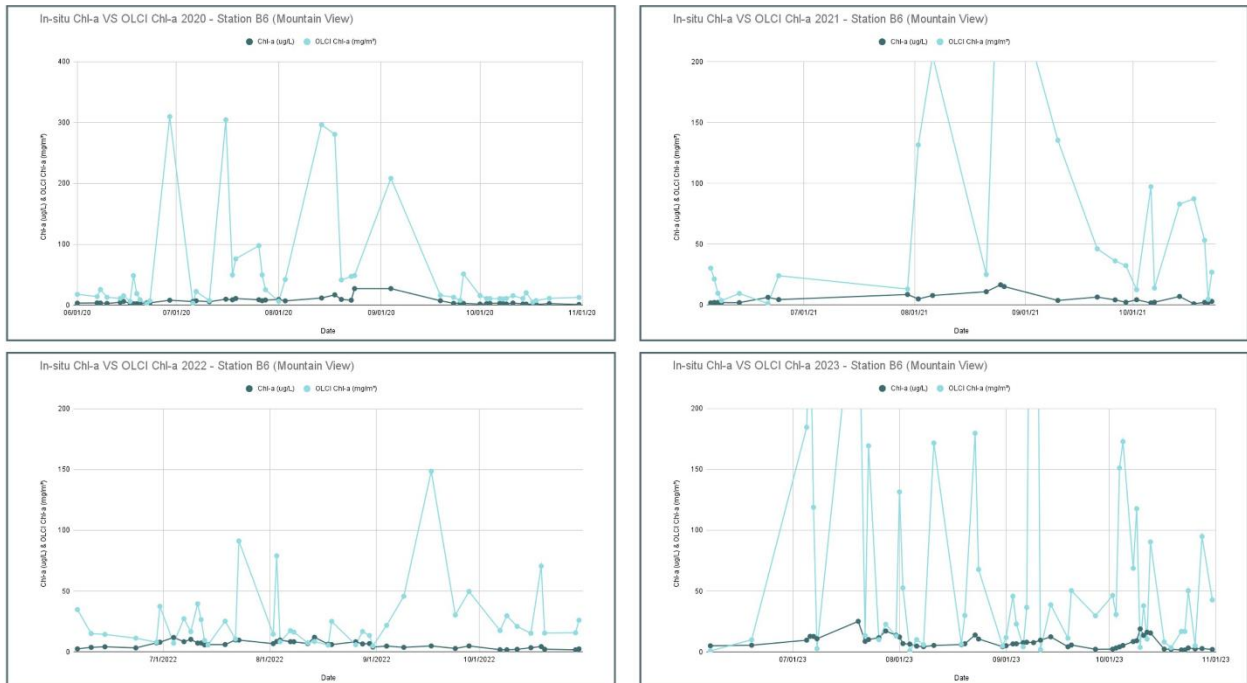 In-situ Chl-a VS OLCI Chl-a 2020 - Station B6 (Mountain View)
Chl-a (ug/L) OLCI Chl-a (mg/m³)
400
300
200
100
0
Chl-a (ug/L) & OLCI Chl-a (mg/m³)
06/01/20 07/01/20 08/01/20 09/01/20 10/01/20 11/01/20
Date
In-situ Chl-a VS OLCI Chl-a 2021 - Station B6 (Mountain View)
Chl-a (ug/L) OLCI Chl-a (mg/m³)
200
150
100
50
0
Chl-a (ug/L) & OLCI Chl-a (mg/m³)
07/01/21 08/01/21 09/01/21 10/01/21
Date
In-situ Chl-a VS OLCI Chl-a 2022 - Station B6 (Mountain View)
Chl-a (ug/L) OLCI Chl-a (mg/m³)
200
150
100
50
0
Chl-a (ug/L) & OLCI Chl-a (mg/m³)
7/1/2022 8/1/2022 9/1/2022 10/1/2022
Date
In-situ Chl-a VS OLCI Chl-a 2023 - Station B6 (Mountain View)
Chl-a (ug/L) OLCI Chl-a (mg/m³)
200
150
100
50
0
Chl-a (ug/L) & OLCI Chl-a (mg/m³)
07/01/23 08/01/23 09/01/23 10/01/23 11/01/23
Date